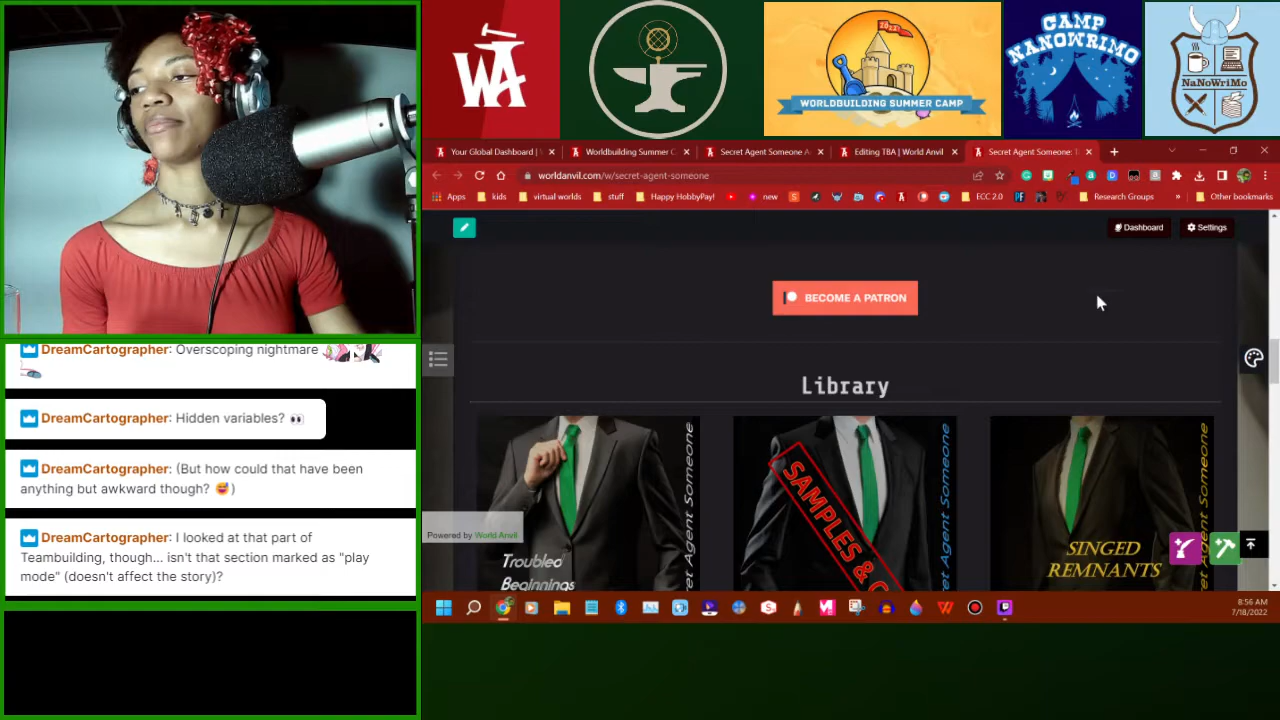 WA
2022
WORLDBUILDING SUMMER CAMP
CAMP
NANOWRIMO
NaNoWriMo
Your Global Dashboard |
Worldbuilding Summer C
Secret Agent Someone A
Editing TBA | World Anvil
Secret Agent Someone:
worldanvil.com/w/secret-agent-someone
Apps
kids
virtual worlds
stuff
Happy HobbyPay!
new
ECC 2.0
Research Groups
Other bookmarks
Dashboard
Settings
BECOME A PATRON
Library
Troubled
Beginnings
ret Agent Someone
SAMPLES &
ret Agent Someone
SINGED
REMNANTS
ret Agent Someone
Powered by World Anvil
8:56 AM
7/18/2022
DreamCartographer: Overscoping nightmare
DreamCartographer: Hidden variables? 👀
DreamCartographer: (But how could that have been
anything but awkward though? 😅)
DreamCartographer: I looked at that part of
Teambuilding, though... isn't that section marked as "play
mode" (doesn't affect the story)?